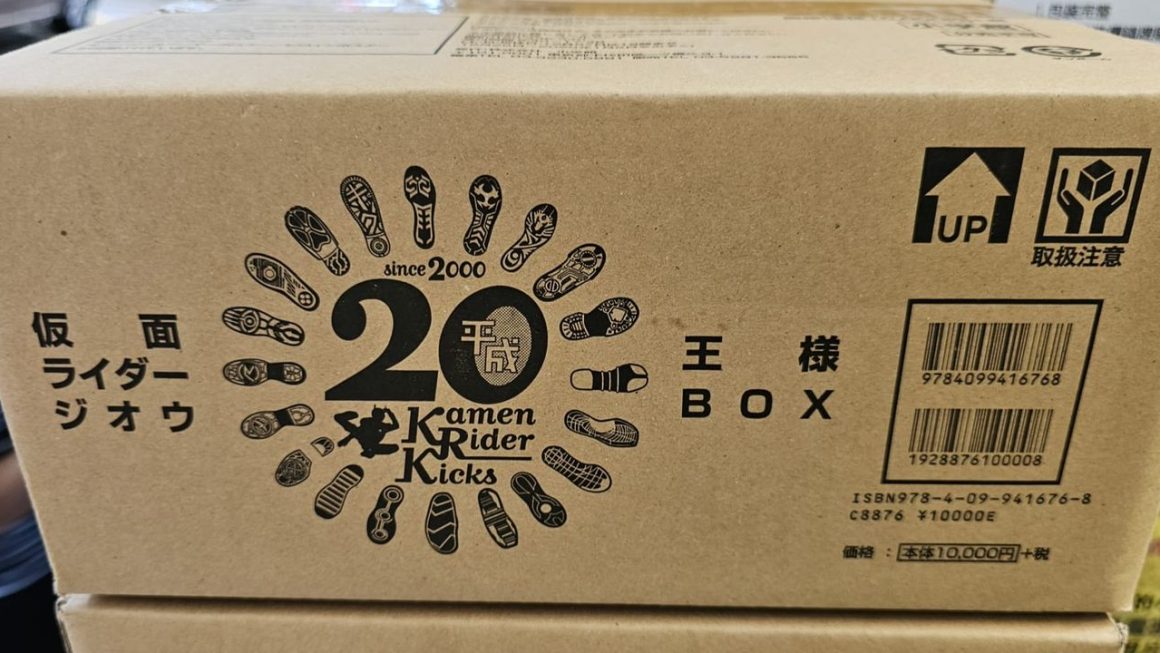 仮面
ライダー
ジオウ
since 2000
20
平成
Kamen
Rider
Kicks
王様
BOX
UP
取扱注意
9784099416768
1928876100008
ISBN978-4-09-941676-8
C8876 ¥10000E
価格：本体10,000円+税